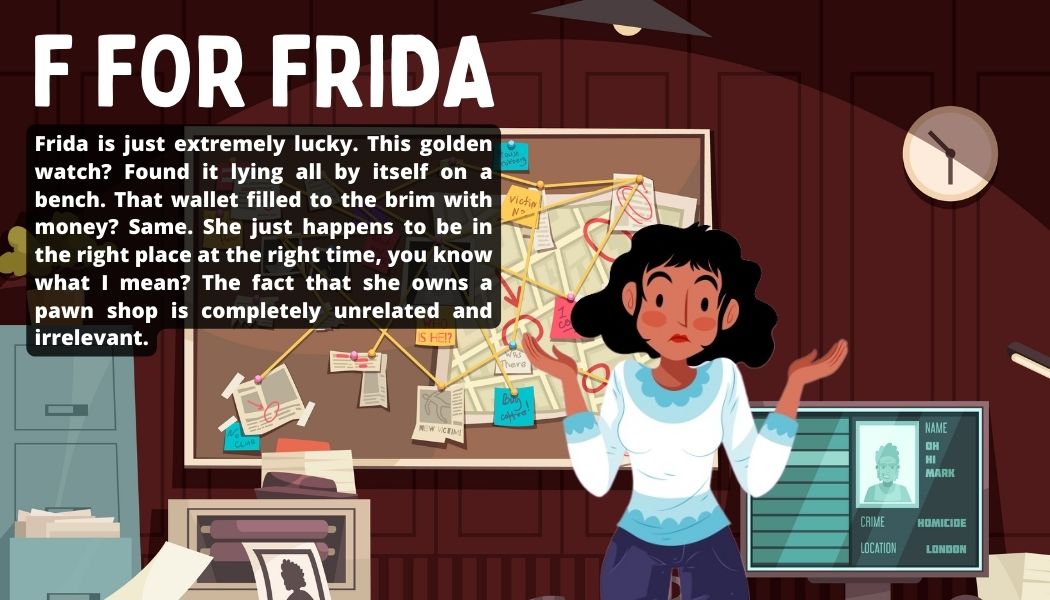 F FOR FRIDA
Frida is just extremely lucky. This golden
watch? Found it lying all by itself on a
bench. That wallet filled to the brim with
money? Same. She just happens to be in
the right place at the right time, you know
what I mean? The fact that she owns a
pawn shop is completely unrelated and
irrelevant.
Victim
IS HE!?
was
There
Buy
coffee!
NEW VICTIM!
NAME
OH
HI
MARK
CRIME HOMICIDE
LOCATION LONDON